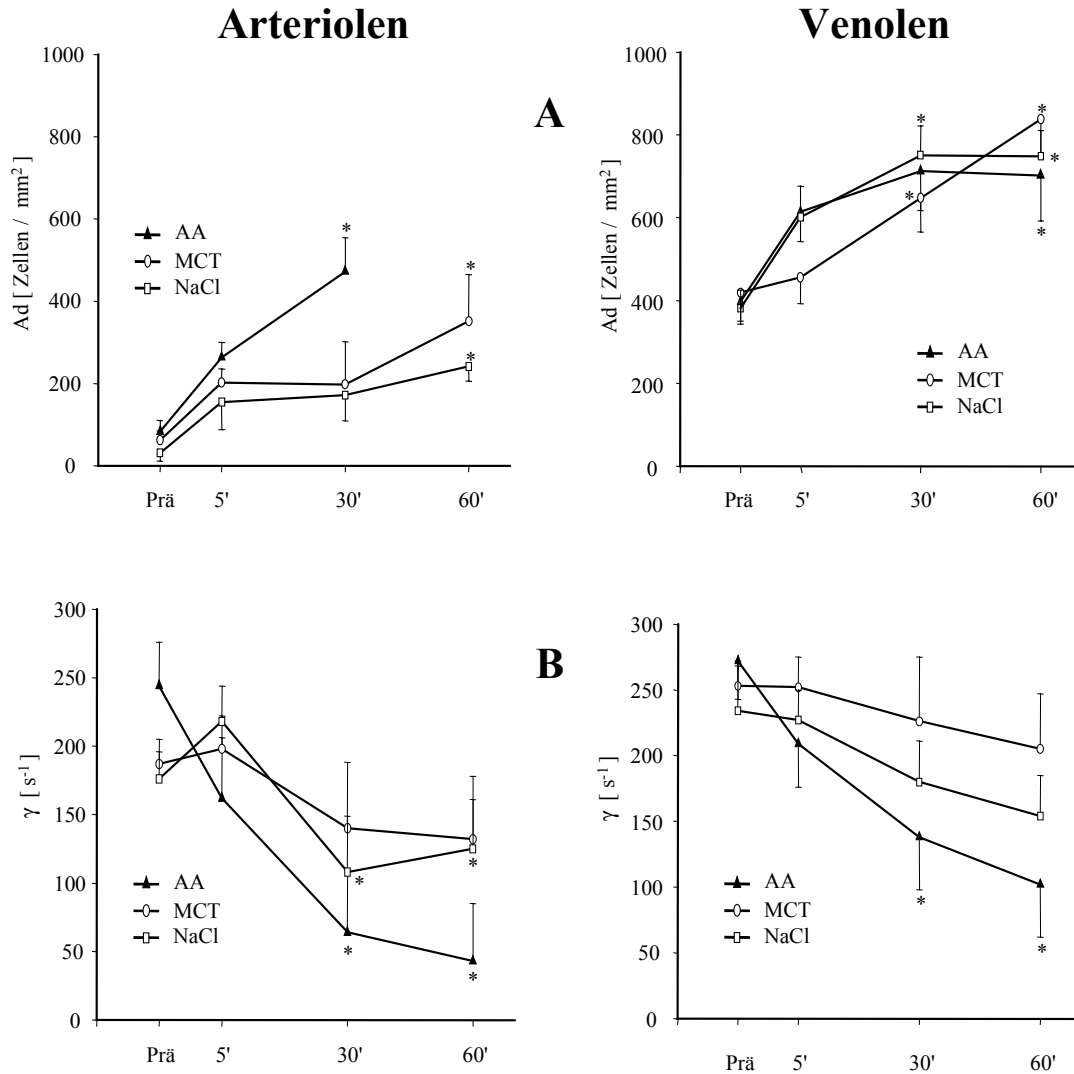 Arteriolen
Venolen
A
1000
800
600
400
200
0
Ad [ Zellen / mm² ]
AA
MCT
NaCl
*
*
*
Prä 5' 30' 60'
1000
800
600
400
200
0
Ad [ Zellen / mm² ]
*
*
*
*
*
AA
MCT
NaCl
Prä 5' 30' 60'
B
300
250
200
150
100
50
0
γ [ s⁻¹ ]
AA
MCT
NaCl
*
*
*
*
Prä 5' 30' 60'
300
250
200
150
100
50
0
γ [ s⁻¹ ]
AA
MCT
NaCl
*
*
Prä 5' 30' 60'